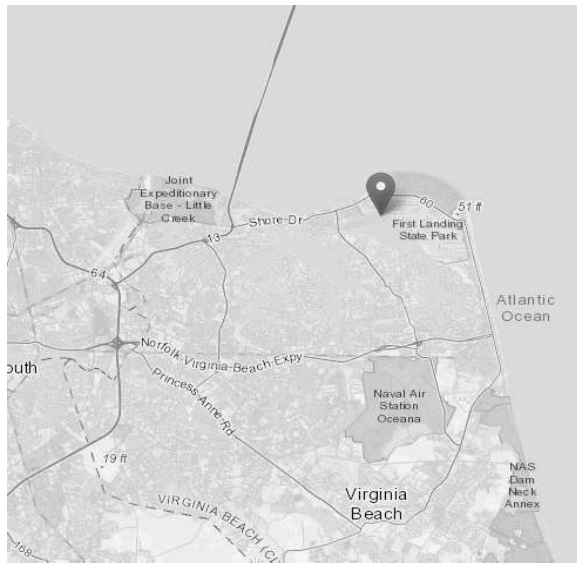 Joint
Expeditionary
Base - Little
Creek
Shore Dr
60
51 ft
First Landing
State Park
13
64
Atlantic
Ocean
Norfolk-Virginia-Beach-Expy
outh
Princess-Anne-Rd
Naval Air
Station
Oceana
19 ft
NAS
Dam
Neck
Annex
Virginia
Beach
VIRGINIA BEACH (CI
168